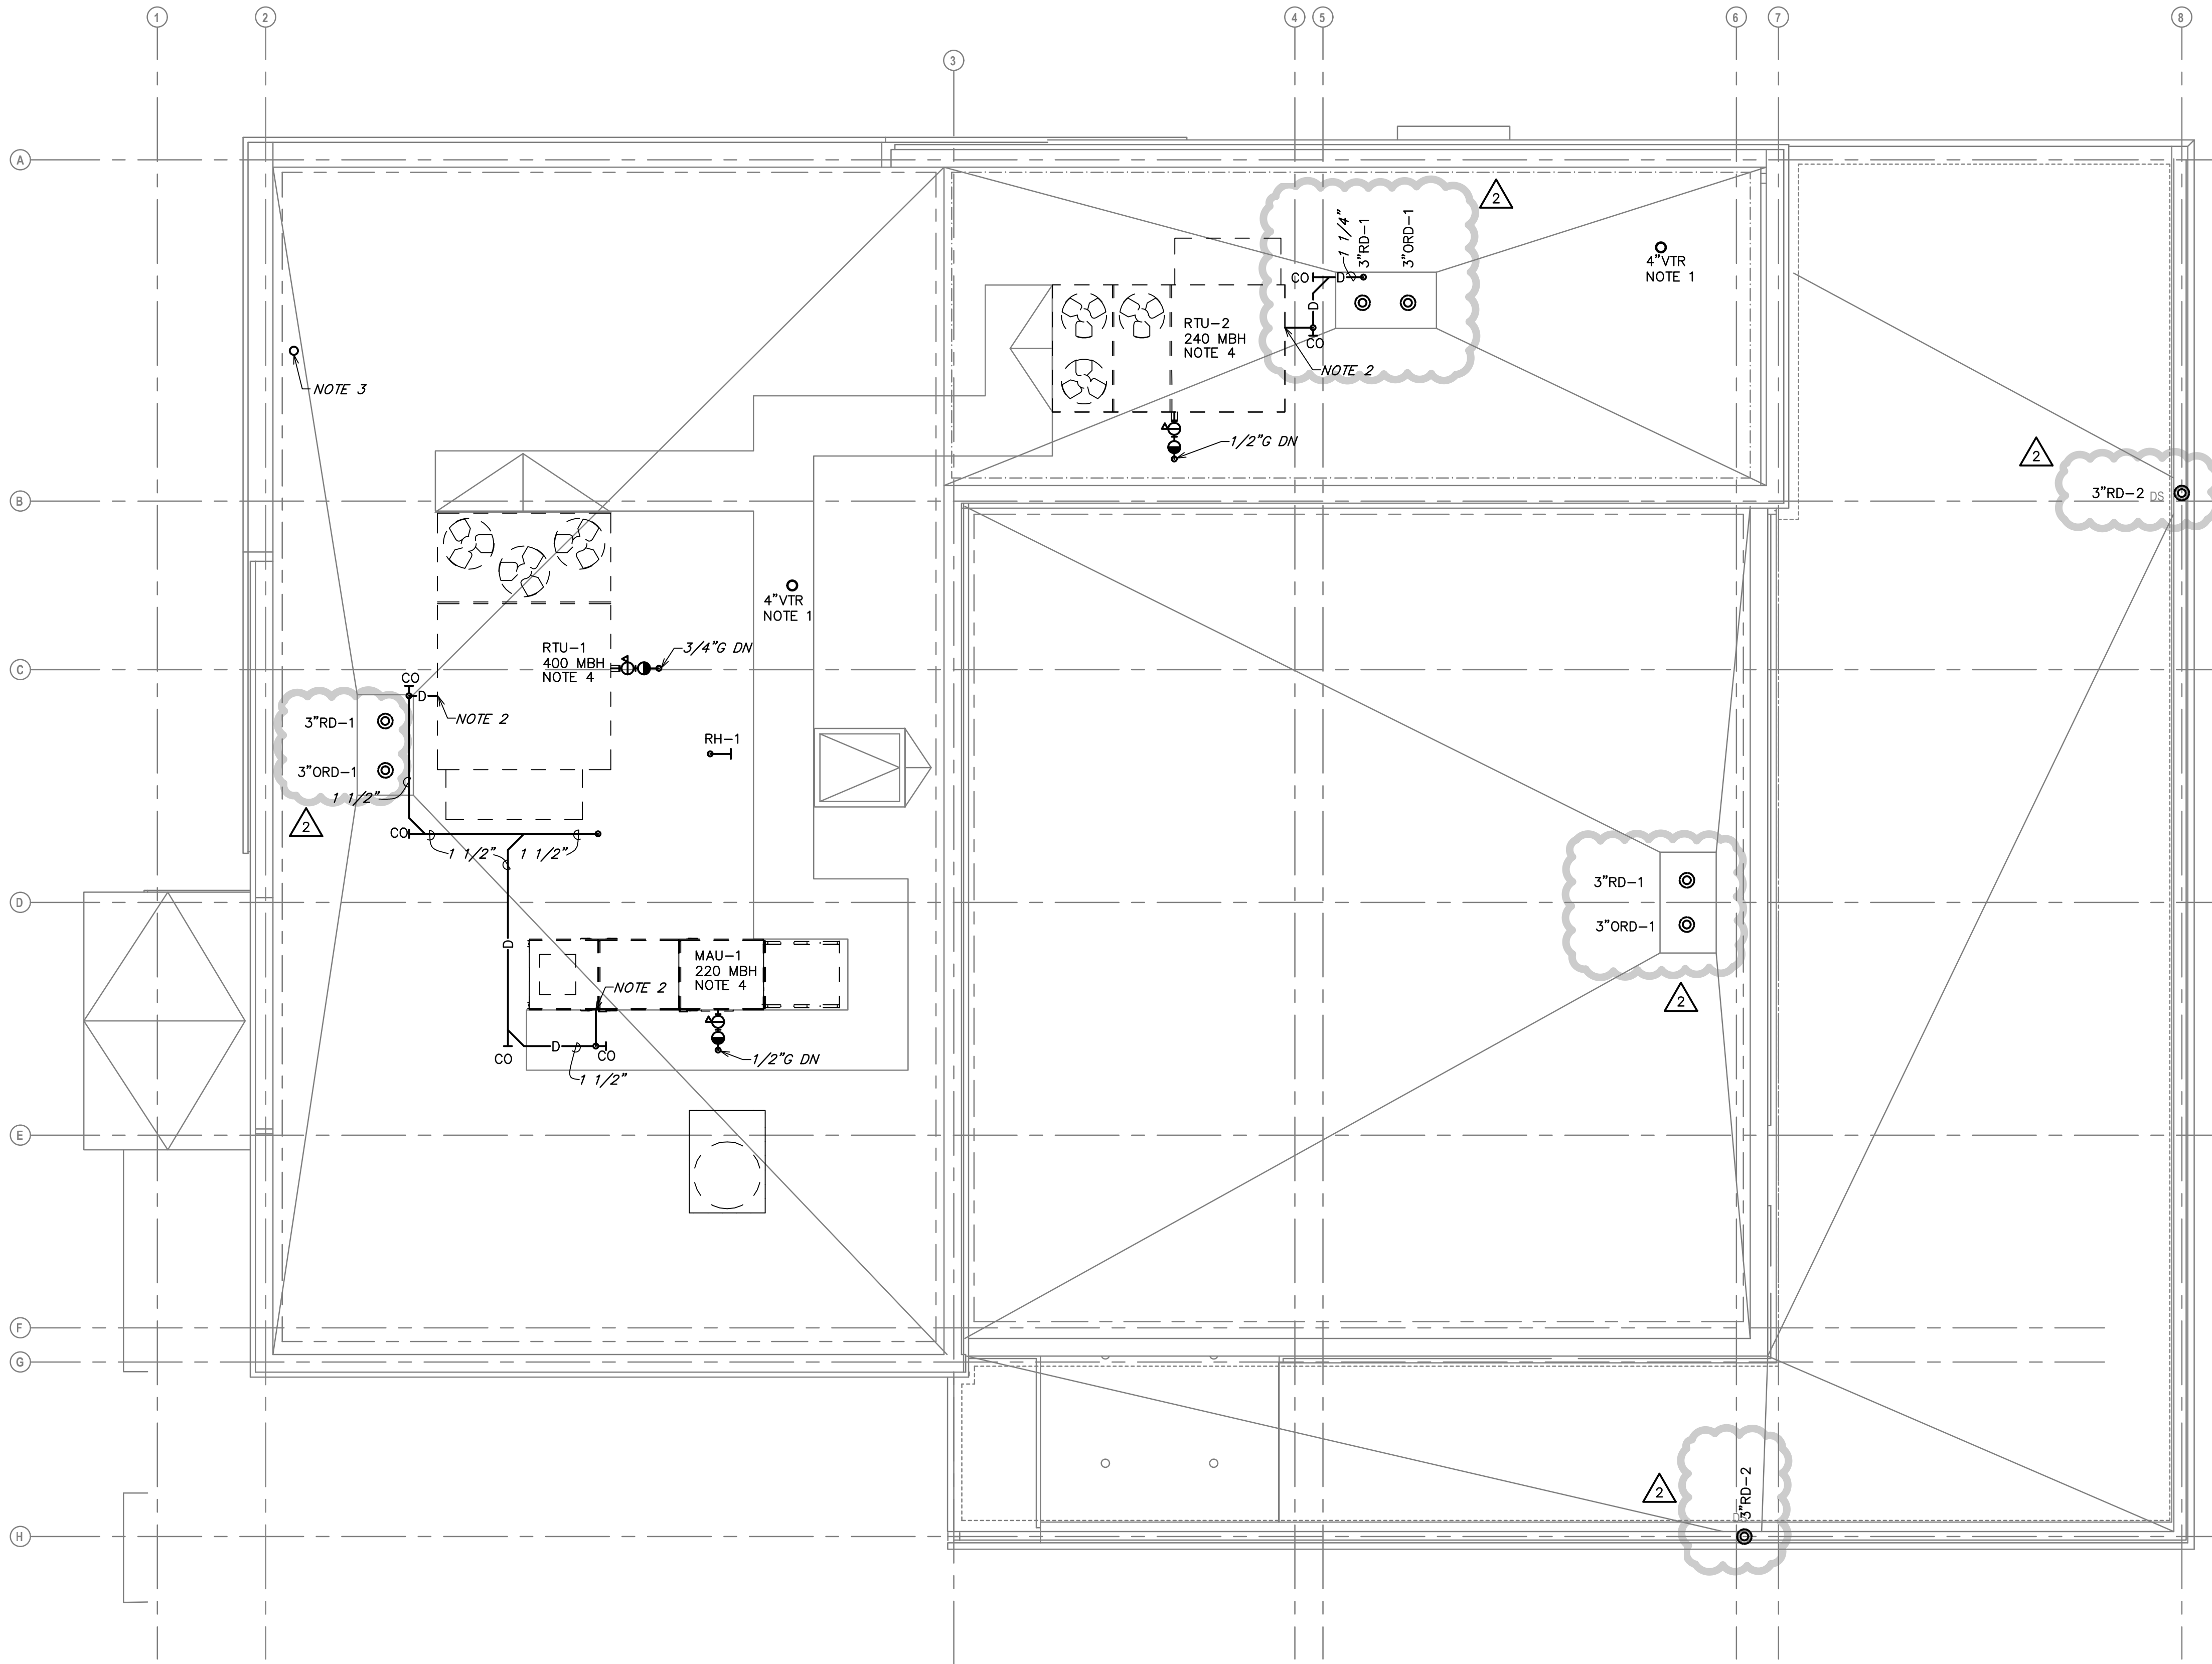 1
2
3
4
5
6
7
8
A
B
C
D
E
F
G
H
2
1 1/4"
3"RD-1
3"ORD-1
CO
D
D
CO
NOTE 2
4"VTR
NOTE 1
RTU-2
240 MBH
NOTE 4
1/2"G DN
NOTE 3
2
3"RD-2
DS
4"VTR
NOTE 1
RTU-1
400 MBH
NOTE 4
3/4"G DN
CO
D
NOTE 2
3"RD-1
3"ORD-1
1 1/2"
2
RH-1
CO
1 1/2"
1 1/2"
3"RD-1
3"ORD-1
2
D
MAU-1
220 MBH
NOTE 4
NOTE 2
CO
D
CO
1 1/2"
1/2"G DN
2
3"RD-2